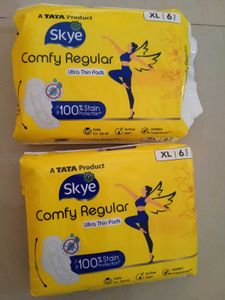 A TATA Product
Skye
XL 6
Comfy Regular
Ultra Thin Pads
100% Stain
Protection*
A TATA Product
XL 6
Skye
Comfy Regular
Ultra Thin Pads
100% Stain